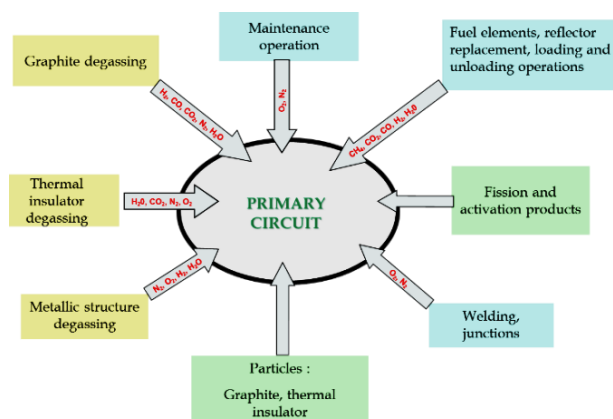 Maintenance
operation
Fuel elements, reflector
replacement, loading and
unloading operations
Graphite degassing
H₂, CO, CO₂, N₂, H₂O
O₂, N₂
CH₄, CO₂, CO, H₂, H₂0
Thermal
insulator
degassing
H₂0, CO₂, N₂, O₂
PRIMARY
CIRCUIT
Fission and
activation products
Metallic structure
degassing
N₂, O₂, H₂, H₂O
O₂, N₂
Welding,
junctions
Particles :
Graphite, thermal
insulator